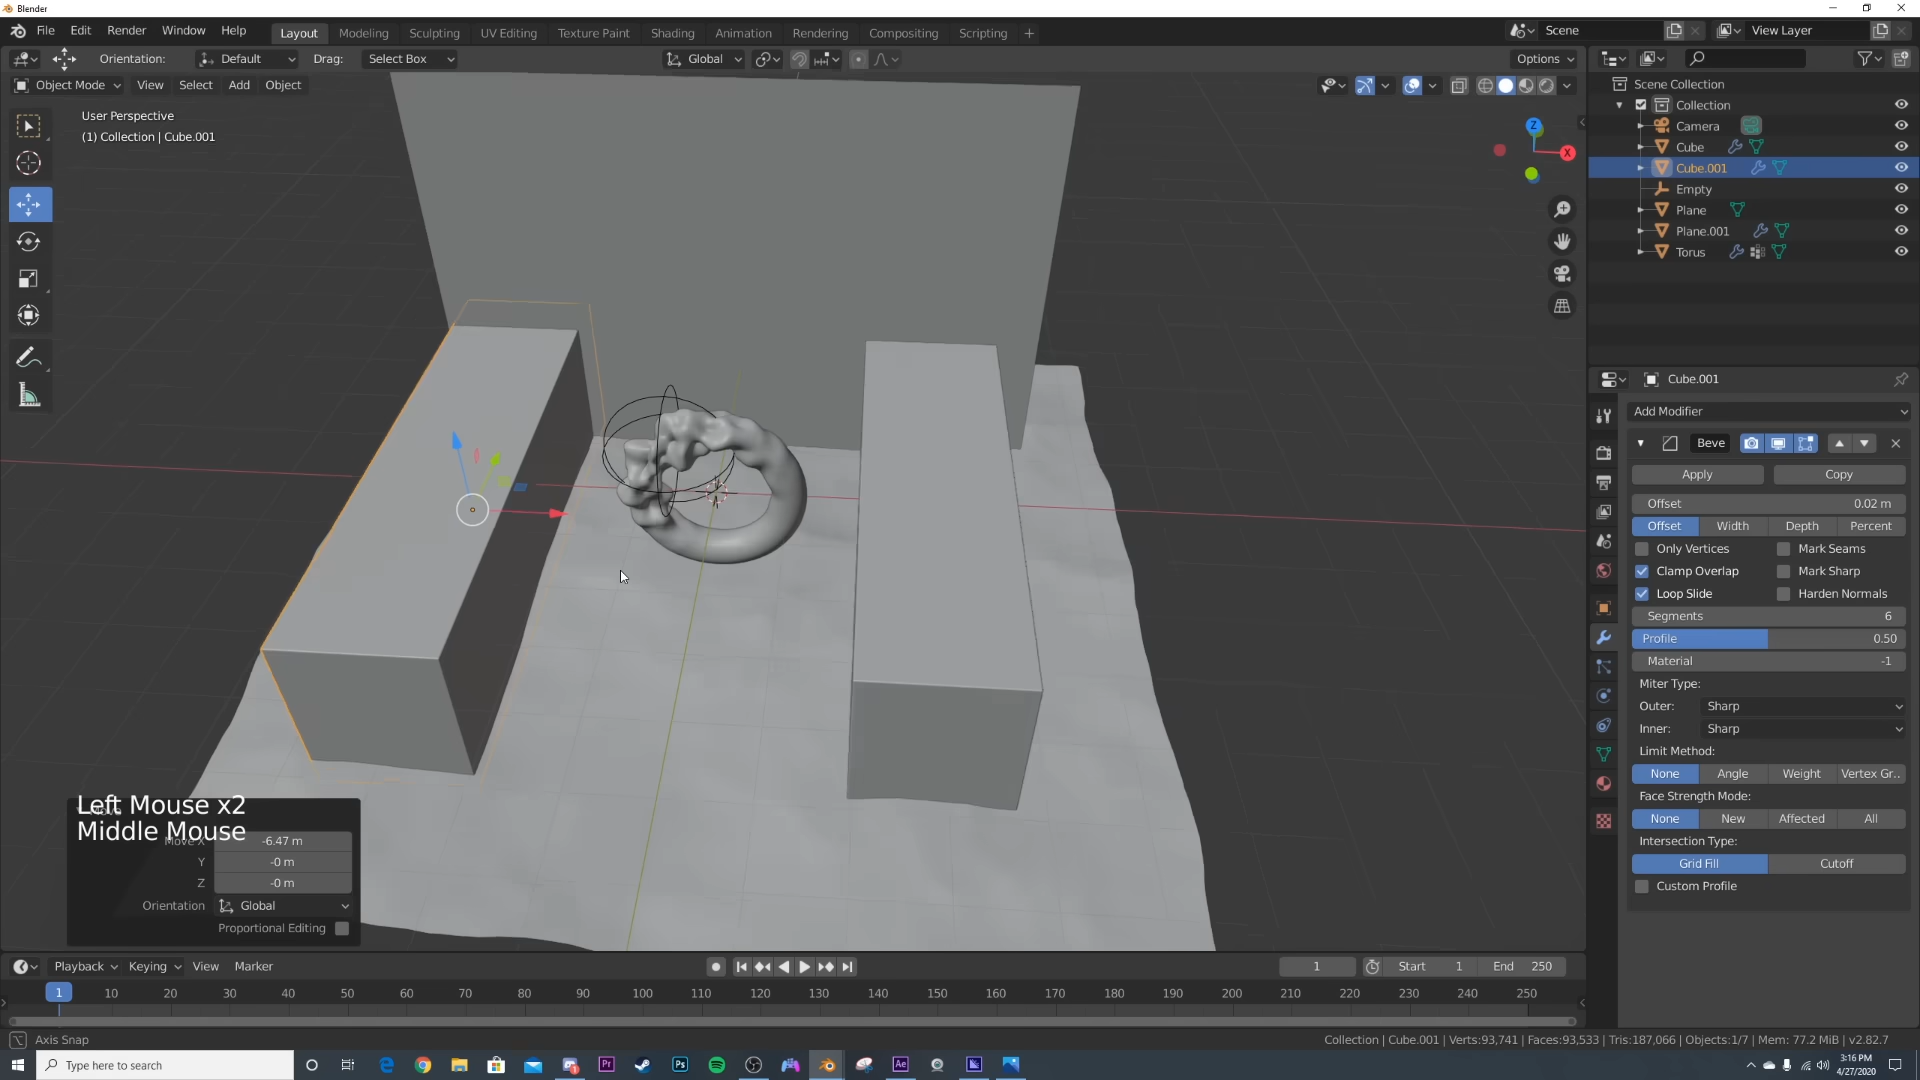 Blender
File Edit Render Window Help
Layout Modeling Sculpting UV Editing Texture Paint Shading Animation Rendering Compositing Scripting +
Scene
View Layer
Orientation: Default Drag: Select Box
Global
Options
Object Mode View Select Add Object
User Perspective
(1) Collection | Cube.001
Z
X
Scene Collection
Collection
Camera
Cube
Cube.001
Empty
Plane
Plane.001
Torus
Cube.001
Add Modifier
Beve
Apply Copy
Offset 0.02 m
Offset Width Depth Percent
Only Vertices Mark Seams
Clamp Overlap Mark Sharp
Loop Slide Harden Normals
Segments 6
Profile 0.50
Material -1
Miter Type:
Outer: Sharp
Inner: Sharp
Limit Method:
None Angle Weight Vertex Gr..
Face Strength Mode:
None New Affected All
Intersection Type:
Grid Fill Cutoff
Custom Profile
Left Mouse x2
Middle Mouse
Move X -6.47 m
Y -0 m
Z -0 m
Orientation Global
Proportional Editing
Playback Keying View Marker
1 Start 1 End 250
1 10 20 30 40 50 60 70 80 90 100 110 120 130 140 150 160 170 180 190 200 210 220 230 240 250
Axis Snap
Collection | Cube.001 | Verts:93,741 | Faces:93,533 | Tris:187,066 | Objects:1/7 | Mem: 77.2 MiB | v2.82.7
Type here to search
Pr
Ps
Ae
3:16 PM
4/27/2020